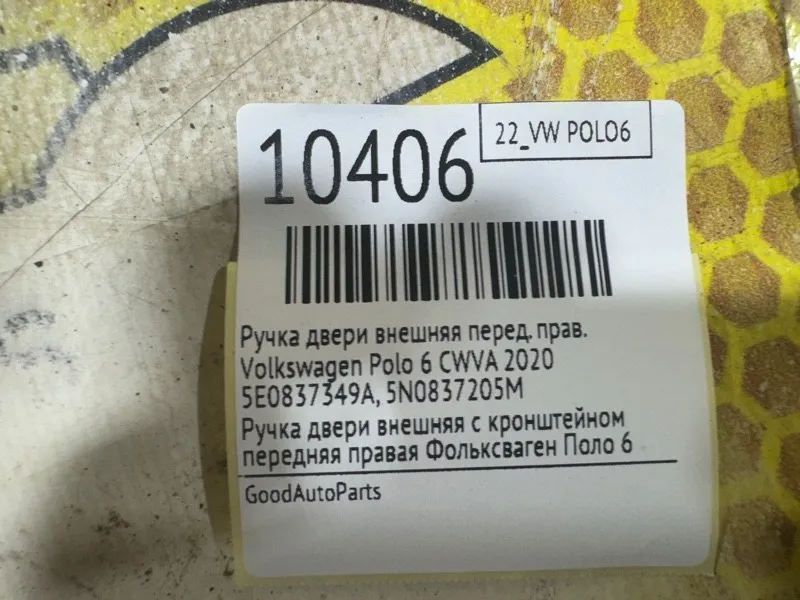 10406
22_VW POLO6
Ручка двери внешняя перед. прав.
Volkswagen Polo 6 CWVA 2020
5E0837349A, 5N0837205M
Ручка двери внешняя с кронштейном
передняя правая Фольксваген Поло 6
GoodAutoParts